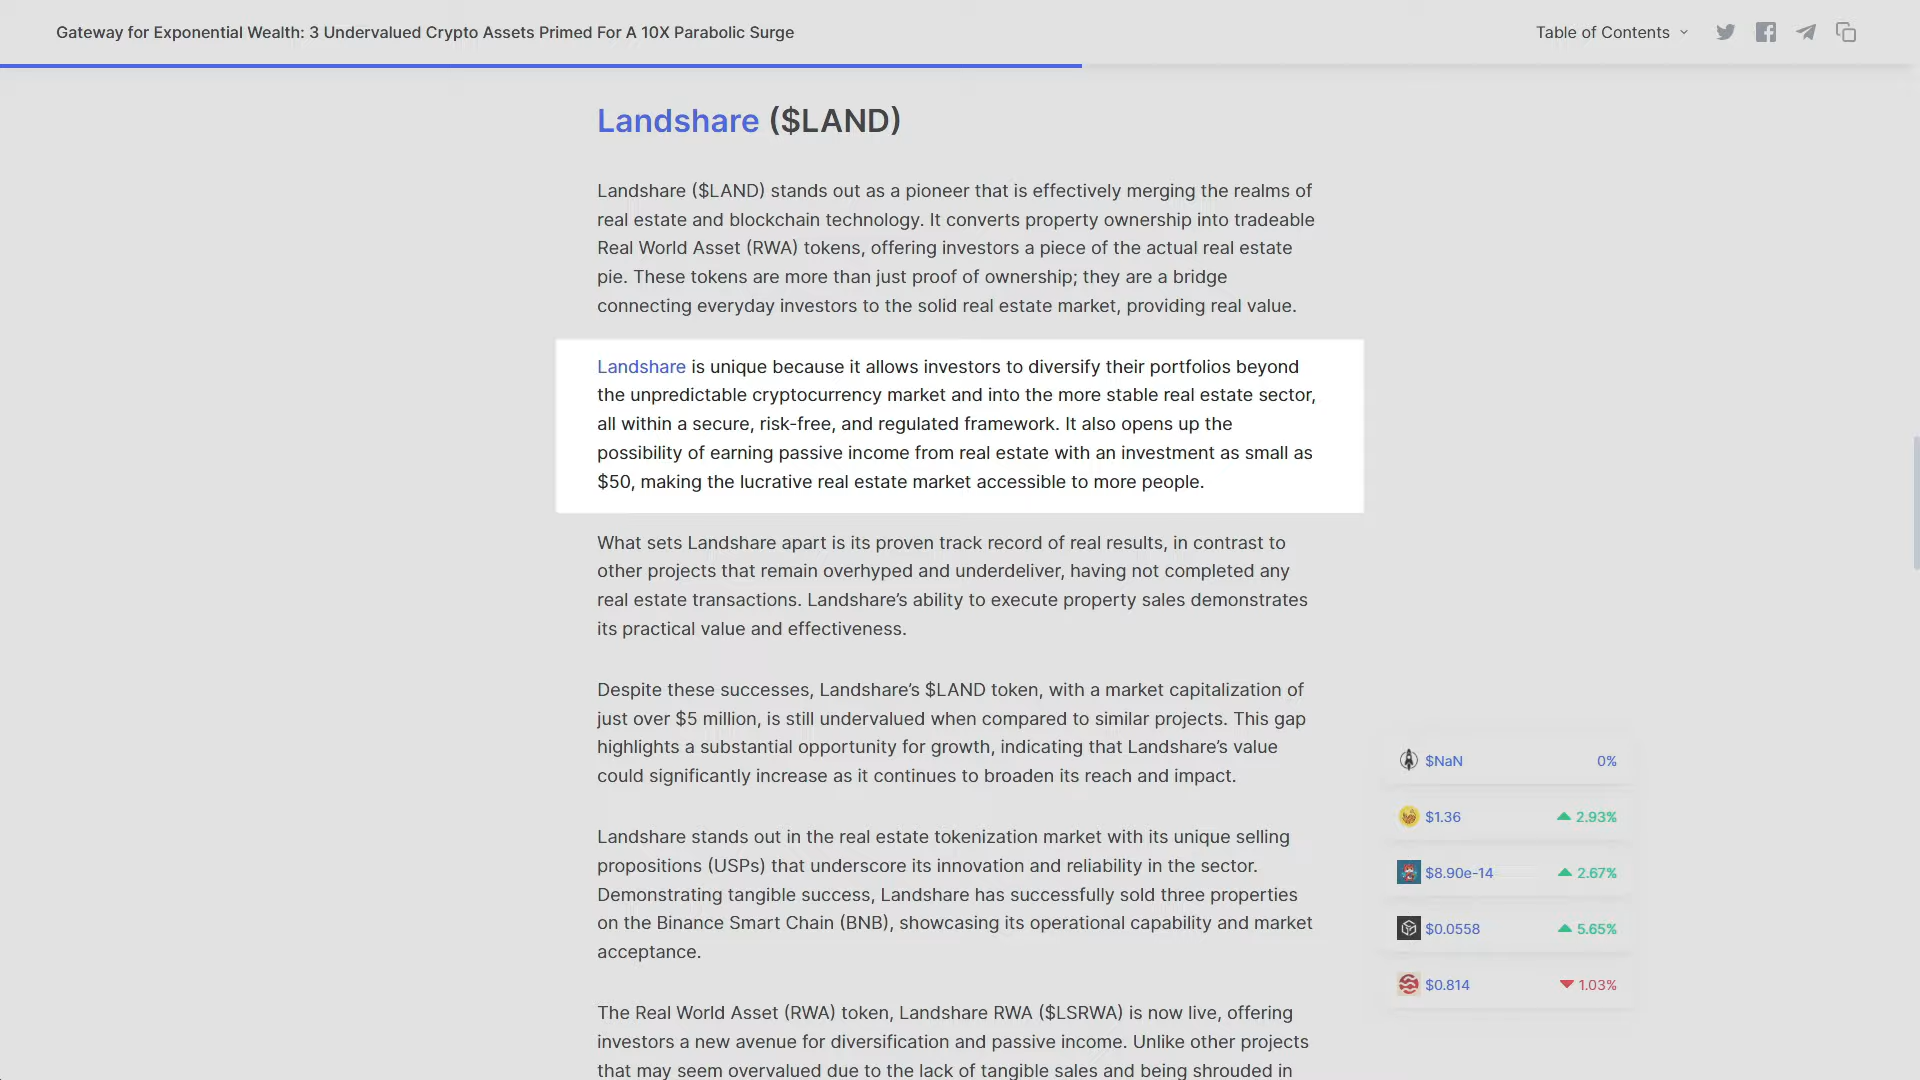 Gateway for Exponential Wealth: 3 Undervalued Crypto Assets Primed For A 10X Parabolic Surge
Table of Contents
Landshare ($LAND)
Landshare ($LAND) stands out as a pioneer that is effectively merging the realms of
real estate and blockchain technology. It converts property ownership into tradeable
Real World Asset (RWA) tokens, offering investors a piece of the actual real estate
pie. These tokens are more than just proof of ownership; they are a bridge
connecting everyday investors to the solid real estate market, providing real value.
Landshare is unique because it allows investors to diversify their portfolios beyond
the unpredictable cryptocurrency market and into the more stable real estate sector,
all within a secure, risk-free, and regulated framework. It also opens up the
possibility of earning passive income from real estate with an investment as small as
$50, making the lucrative real estate market accessible to more people.
What sets Landshare apart is its proven track record of real results, in contrast to
other projects that remain overhyped and underdeliver, having not completed any
real estate transactions. Landshare’s ability to execute property sales demonstrates
its practical value and effectiveness.
Despite these successes, Landshare’s $LAND token, with a market capitalization of
just over $5 million, is still undervalued when compared to similar projects. This gap
highlights a substantial opportunity for growth, indicating that Landshare’s value
could significantly increase as it continues to broaden its reach and impact.
Landshare stands out in the real estate tokenization market with its unique selling
propositions (USPs) that underscore its innovation and reliability in the sector.
Demonstrating tangible success, Landshare has successfully sold three properties
on the Binance Smart Chain (BNB), showcasing its operational capability and market
acceptance.
The Real World Asset (RWA) token, Landshare RWA ($LSRWA) is now live, offering
investors a new avenue for diversification and passive income. Unlike other projects
that may seem overvalued due to the lack of tangible sales and being shrouded in
$NaN 0%
$1.36 2.93%
$8.90e-14 2.67%
$0.0558 5.65%
$0.814 1.03%